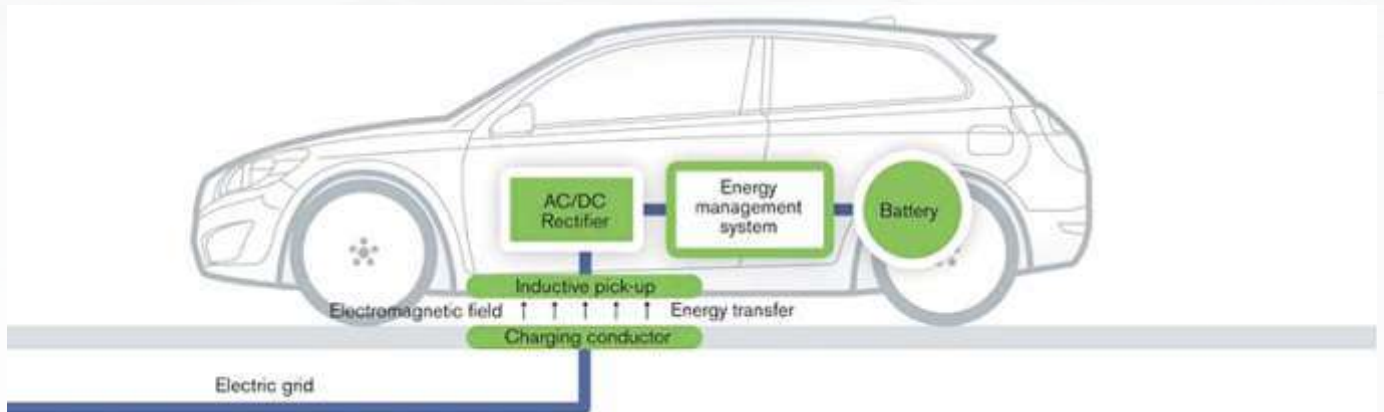 AC/DC
Rectifier
Energy
management
system
Battery
Inductive pick-up
Electromagnetic field
Energy transfer
Charging conductor
Electric grid